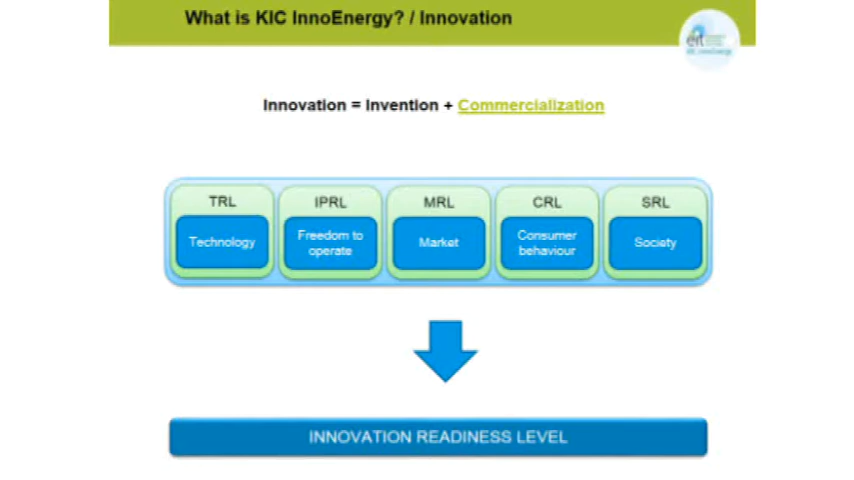 What is KIC InnoEnergy? / Innovation
eit
Innovation = Invention + Commercialization
TRL
Technology
IPRL
Freedom to
operate
MRL
Market
CRL
Consumer
behaviour
SRL
Society
INNOVATION READINESS LEVEL